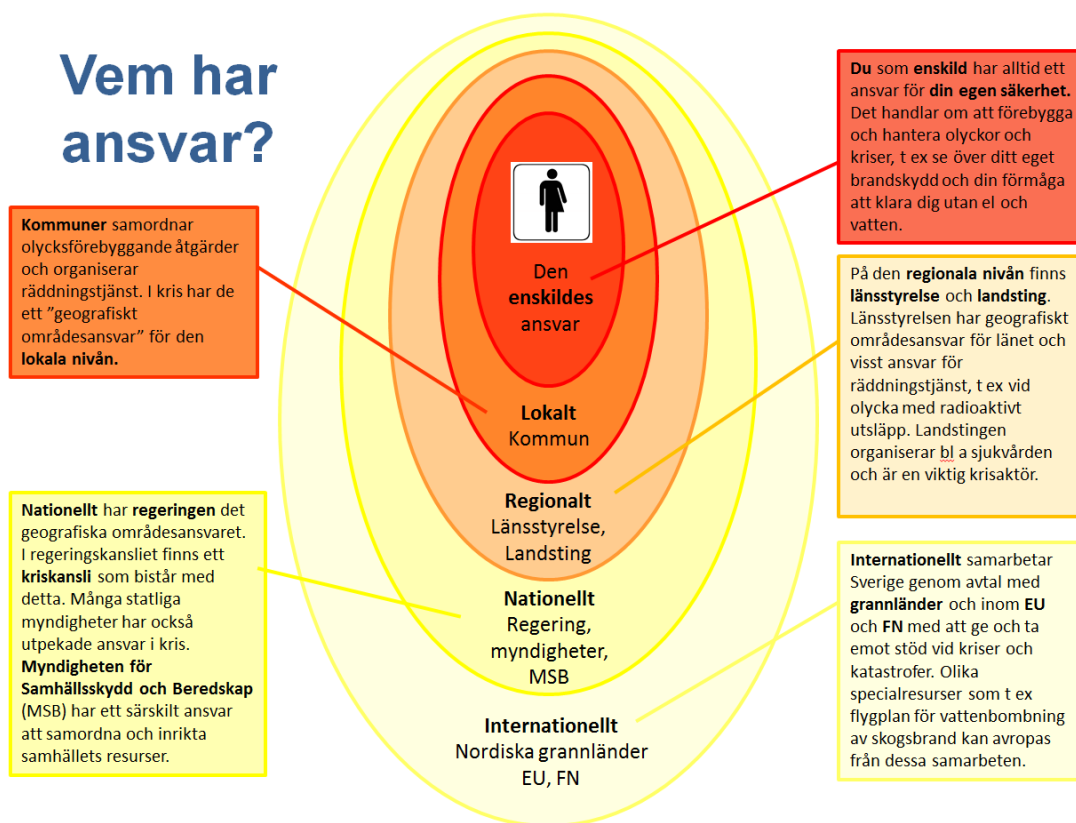 Vem har
ansvar?
Kommuner samordnar
olycksförebyggande åtgärder
och organiserar
räddningstjänst. I kris har de
ett ”geografiskt
områdesansvar” för den
lokala nivån.
Nationellt har regeringen det
geografiska områdesansvaret.
I regeringskansliet finns ett
kriskansli som bistår med
detta. Många statliga
myndigheter har också
utpekade ansvar i kris.
Myndigheten för
Samhällsskydd och Beredskap
(MSB) har ett särskilt ansvar
att samordna och inrikta
samhällets resurser.
Den
enskildes
ansvar
Lokalt
Kommun
Regionalt
Länsstyrelse,
Landsting
Nationellt
Regering,
myndigheter,
MSB
Internationellt
Nordiska grannländer
EU, FN
Du som enskild har alltid ett
ansvar för din egen säkerhet.
Det handlar om att förebygga
och hantera olyckor och
kriser, t ex se över ditt eget
brandskydd och din förmåga
att klara dig utan el och
vatten.
På den regionala nivån finns
länsstyrelse och landsting.
Länsstyrelsen har geografiskt
områdesansvar för länet och
visst ansvar för
räddningstjänst, t ex vid
olycka med radioaktivt
utsläpp. Landstingen
organiserar bl a sjukvården
och är en viktig krisaktör.
Internationellt samarbetar
Sverige genom avtal med
grannländer och inom EU
och FN med att ge och ta
emot stöd vid kriser och
katastrofer. Olika
specialresurser som t ex
flygplan för vattenbombning
av skogsbrand kan avropas
från dessa samarbeten.